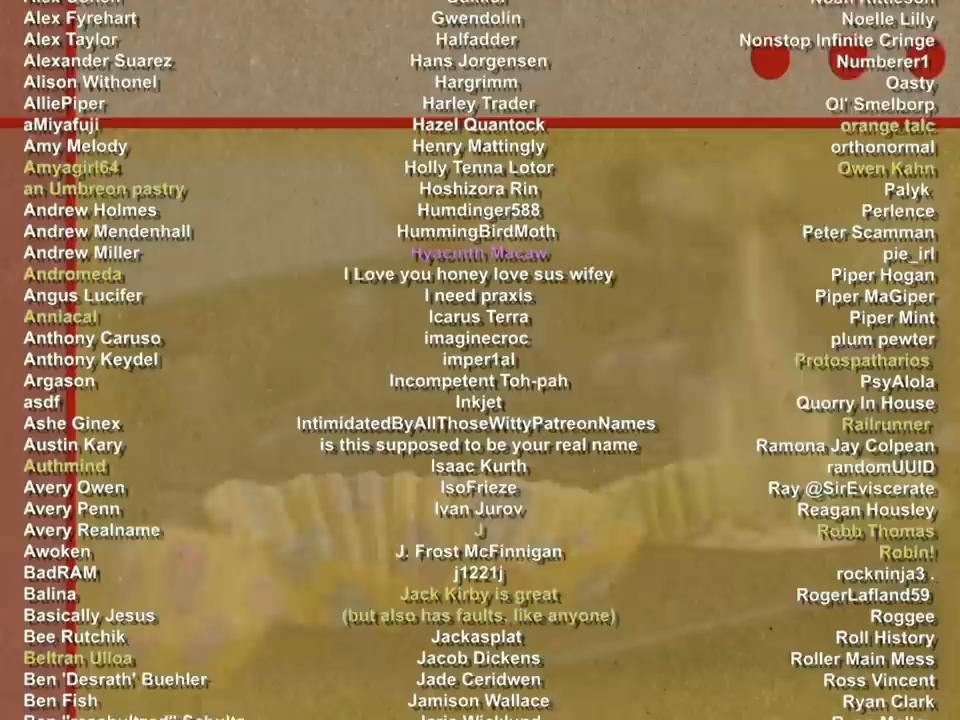 Alex Fyrehart
Alex Taylor
Alexander Suarez
Alison Withonel
AlliePiper
aMiyafuji
Amy Melody
Amyagirl64
an Umbreon pastry
Andrew Holmes
Andrew Mendenhall
Andrew Miller
Andromeda
Angus Lucifer
Anniacal
Anthony Caruso
Anthony Keydel
Argason
asdf
Ashe Ginex
Austin Kary
Authmind
Avery Owen
Avery Penn
Avery Realname
Awoken
BadRAM
Balina
Basically Jesus
Bee Rutchik
Beltran Ulloa
Ben 'Desrath' Buehler
Ben Fish
Gwendolin
Halfadder
Hans Jorgensen
Hargrimm
Harley Trader
Hazel Quantock
Henry Mattingly
Holly Tenna Lotor
Hoshizora Rin
Humdinger588
HummingBirdMoth
Hyacinth Macaw
I Love you honey love sus wifey
I need praxis
Icarus Terra
imaginecroc
imper1al
Incompetent Toh-pah
Inkjet
IntimidatedByAllThoseWittyPatreonNames
is this supposed to be your real name
Isaac Kurth
IsoFrieze
Ivan Jurov
J
J. Frost McFinnigan
j1221j
Jack Kirby is great
(but also has faults, like anyone)
Jackasplat
Jacob Dickens
Jade Ceridwen
Jamison Wallace
Noelle Lilly
Nonstop Infinite Cringe
Numberer1
Oasty
Ol' Smelborp
orange talc
orthonormal
Owen Kahn
Palyk
Perlence
Peter Scamman
pie_irl
Piper Hogan
Piper MaGiper
Piper Mint
plum pewter
Protospatharios
PsyAlola
Quorry In House
Railrunner
Ramona Jay Colpean
randomUUID
Ray @SirEviscerate
Reagan Housley
Robb Thomas
Robin!
rockninja3 .
RogerLafland59
Roggee
Roll History
Roller Main Mess
Ross Vincent
Ryan Clark